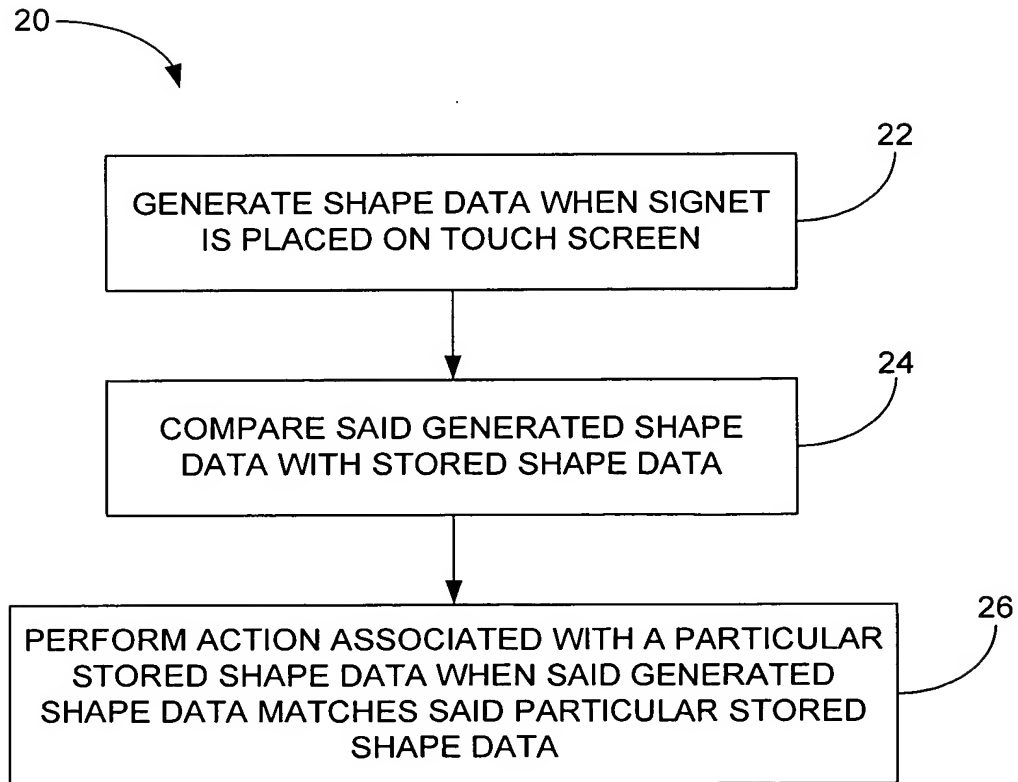 20
22
GENERATE SHAPE DATA WHEN SIGNET
IS PLACED ON TOUCH SCREEN
24
COMPARE SAID GENERATED SHAPE
DATA WITH STORED SHAPE DATA
26
PERFORM ACTION ASSOCIATED WITH A PARTICULAR
STORED SHAPE DATA WHEN SAID GENERATED
SHAPE DATA MATCHES SAID PARTICULAR STORED
SHAPE DATA